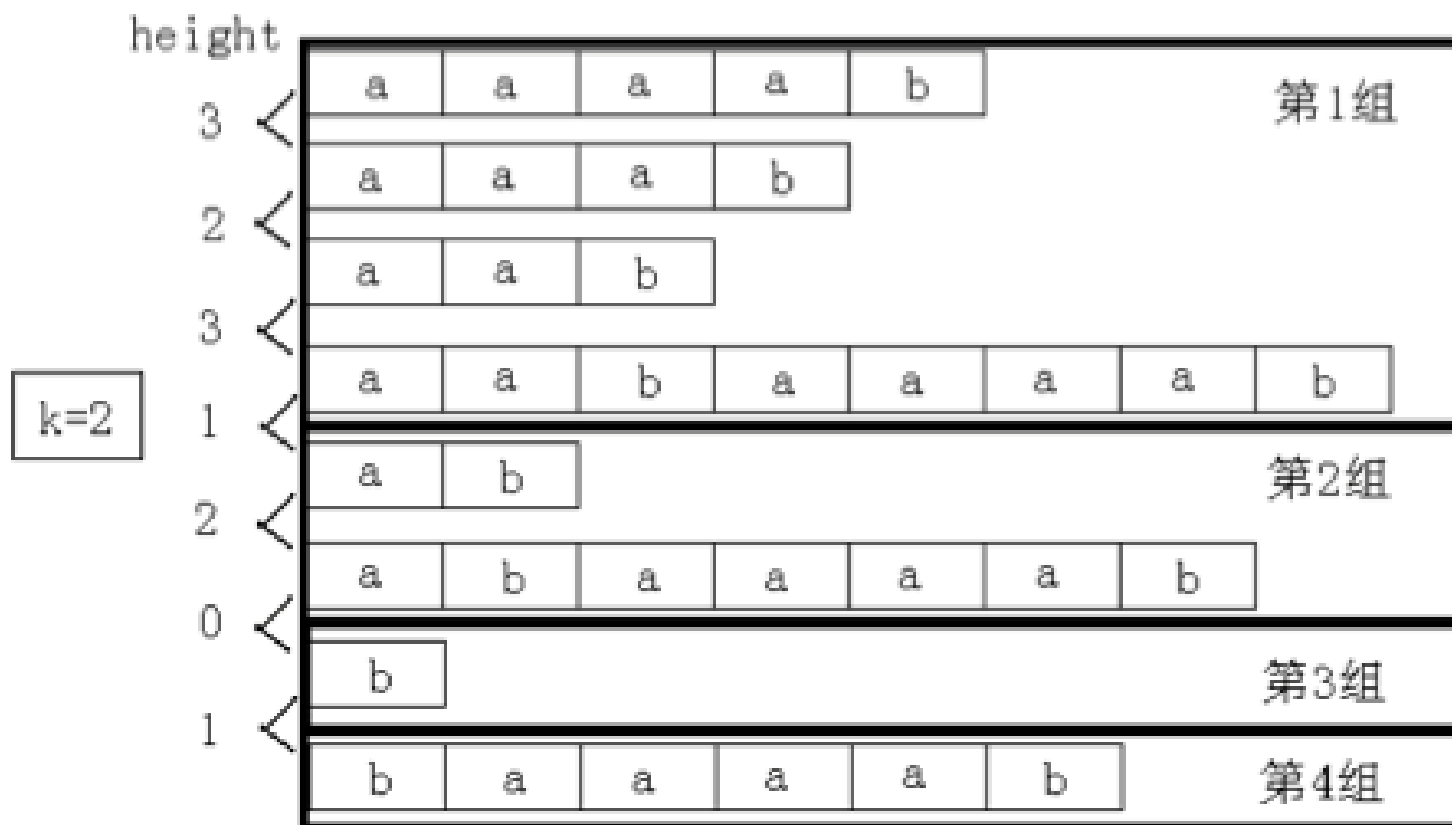 height
a a a a b 第1组
3
a a a b
2
a a b
3
a a b a a a a b
k=2
1
a b 第2组
2
a b a a a a b
0
b 第3组
1
b a a a a b 第4组